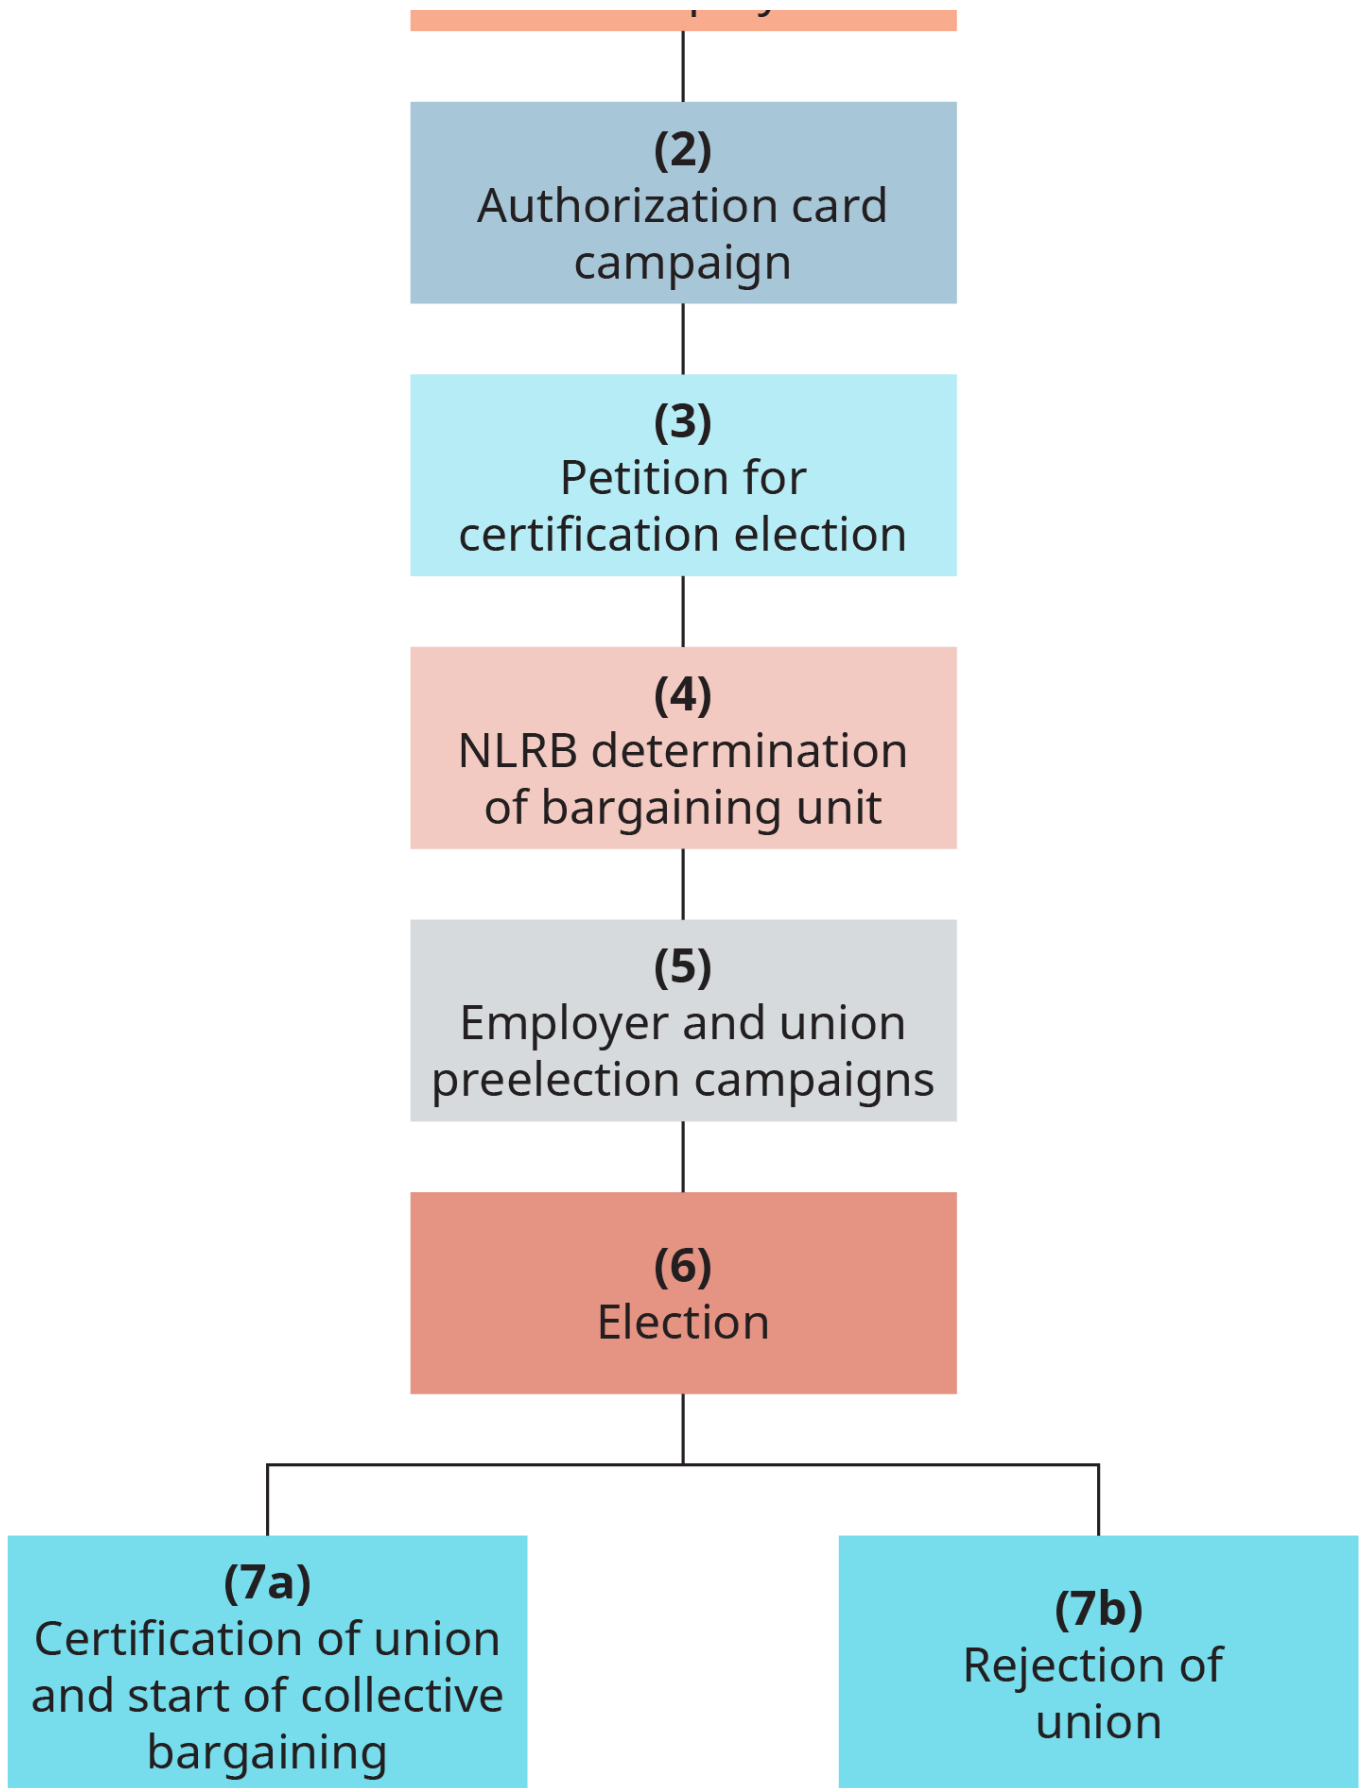 (2)
Authorization card
campaign
(3)
Petition for
certification election
(4)
NLRB determination
of bargaining unit
(5)
Employer and union
preelection campaigns
(6)
Election
(7a)
Certification of union
and start of collective
bargaining
(7b)
Rejection of
union